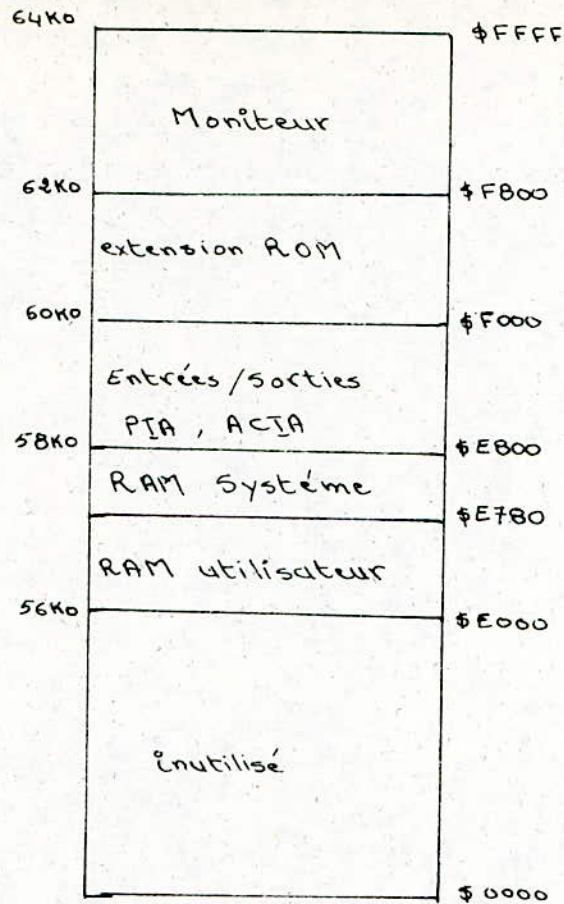 64Ko $FFFF
Moniteur
62Ko $F800
extension ROM
60Ko $F000
Entrées/Sorties
PIA, ACIA
58Ko $E800
RAM Systéme
$E780
RAM utilisateur
56Ko $E000
inutilisé
$0000